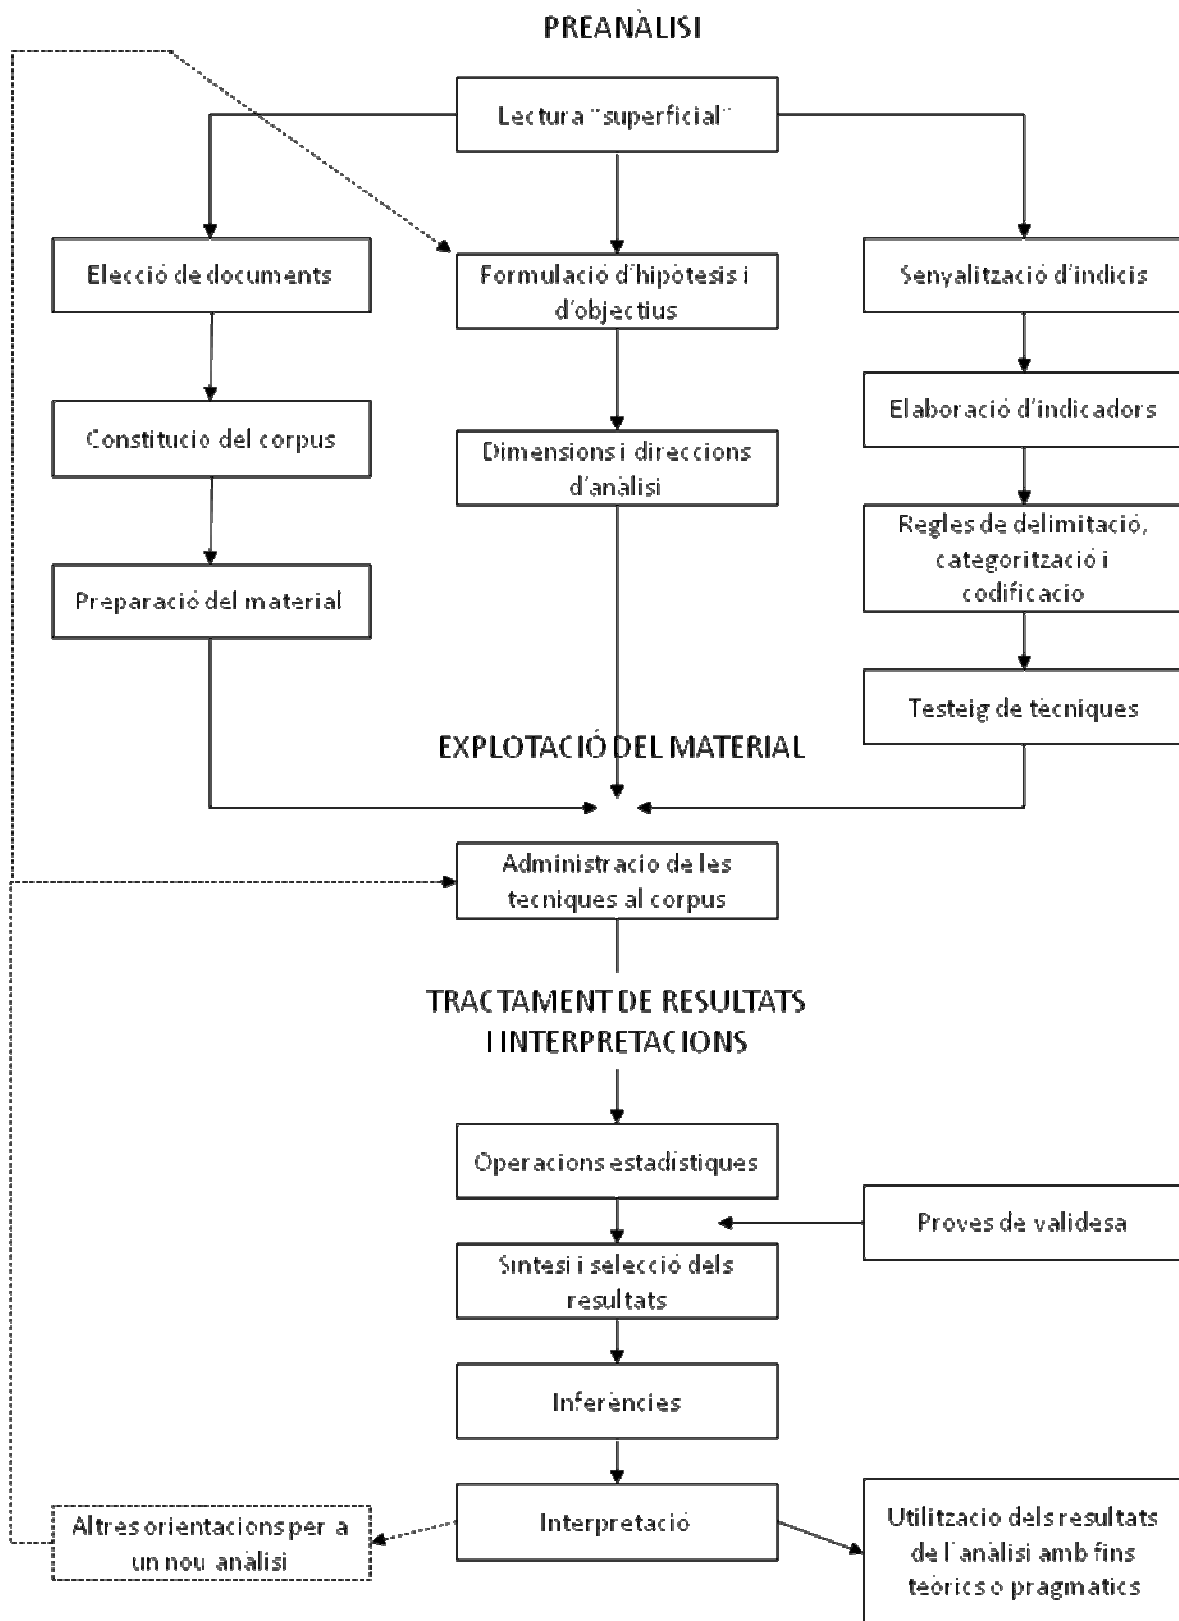 PREANÀLISI
Lectura "superficial"
Elecció de documents
Formulació d'hipòtesis i
d'objectius
Senyalització d'indicis
Constitucio del corpus
Dimensions i direccions
d'anàlisi
Elaboració d'indicadors
Preparació del material
Regles de delimitació,
categorització i
codificacio
Testeig de tècniques
EXPLOTACIÓ DEL MATERIAL
Administracio de les
tecniques al corpus
TRACTAMENT DE RESULTATS
I INTERPRETACIONS
Operacions estadístiques
Proves de validesa
Sintesi i selecció dels
resultats
Inferències
Interpretació
Altres orientacions per a
un nou anàlisi
Utilitzacio dels resultats
de l'anàlisi amb fins
teòrics o pragmatics